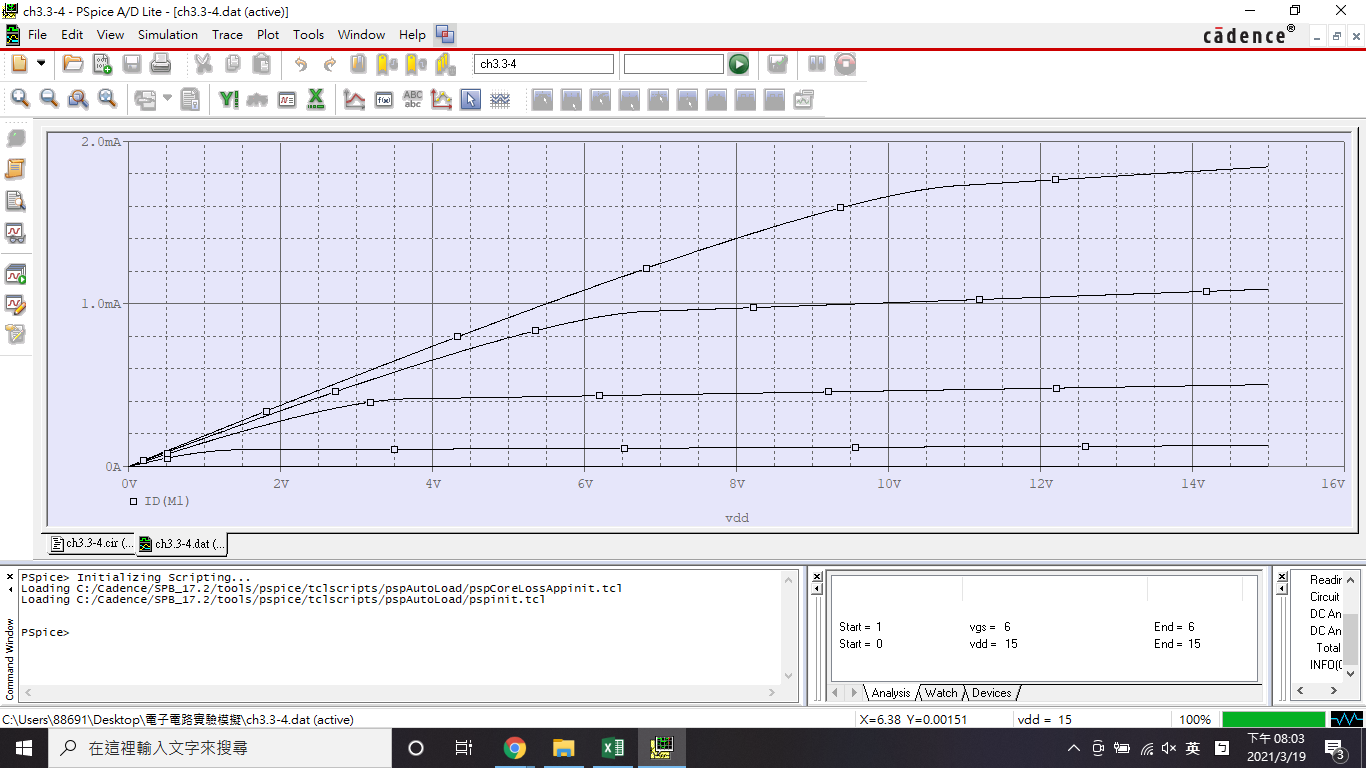 ch3.3-4 - PSpice A/D Lite - [ch3.3-4.dat (active)]
File Edit View Simulation Trace Plot Tools Window Help
cādence®
ch3.3-4
2.0mA
1.0mA
0A
0V 2V 4V 6V 8V 10V 12V 14V 16V
ID(M1)
vdd
ch3.3-4.cir (... ch3.3-4.dat (...
Command Window
PSpice> Initializing Scripting...
Loading C:/Cadence/SPB_17.2/tools/pspice/tclscripts/pspAutoLoad/pspCoreLossAppinit.tcl
Loading C:/Cadence/SPB_17.2/tools/pspice/tclscripts/pspAutoLoad/pspinit.tcl
PSpice>
Start = 1 vgs = 6 End = 6
Start = 0 vdd = 15 End = 15
Analysis Watch Devices
Readir
Circuit
DC An
DC An
Total
INFO(
C:\Users\88691\Desktop\電子電路實驗模擬\ch3.3-4.dat (active) X=6.38 Y=0.00151 vdd = 15 100%
在這裡輸入文字來搜尋
英
下午 08:03
2021/3/19
3